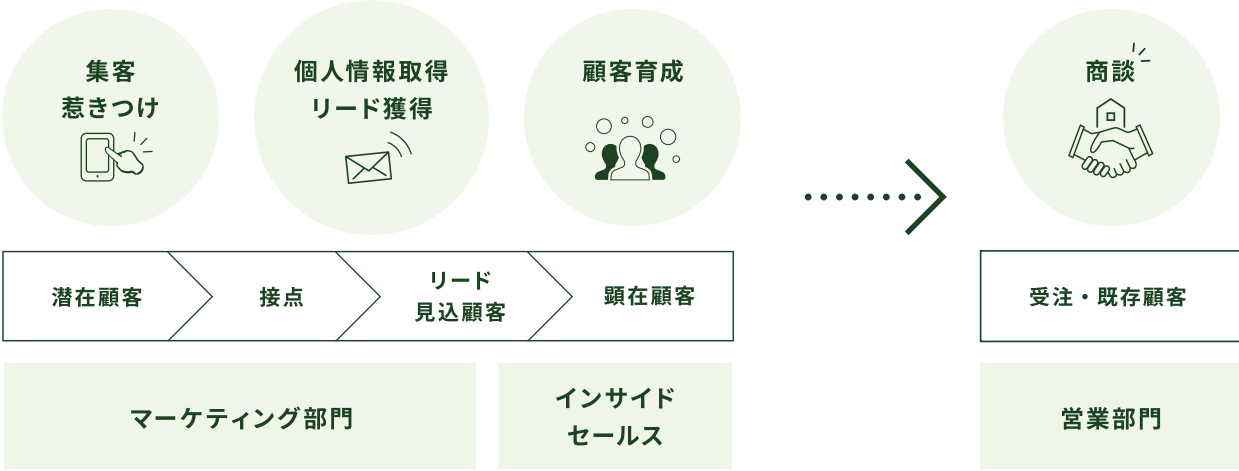 集客
惹きつけ
個人情報取得
リード獲得
顧客育成
商談
潜在顧客
接点
リード
見込顧客
顕在顧客
受注・既存顧客
マーケティング部門
インサイド
セールス
営業部門